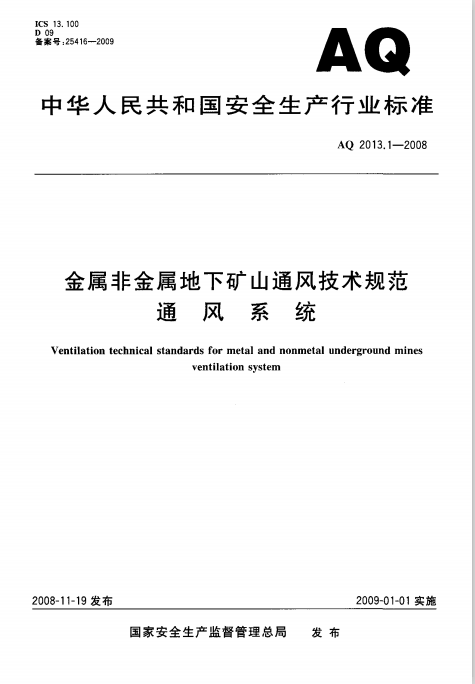 ICS 13.100
D 09
备案号:25416—2009
AQ
中华人民共和国安全生产行业标准
AQ 2013.1—2008
金属非金属地下矿山通风技术规范
通风系统
Ventilation technical standards for metal and nonmetal underground mines
ventilation system
2008-11-19 发布
2009-01-01 实施
国家安全生产监督管理总局 发布